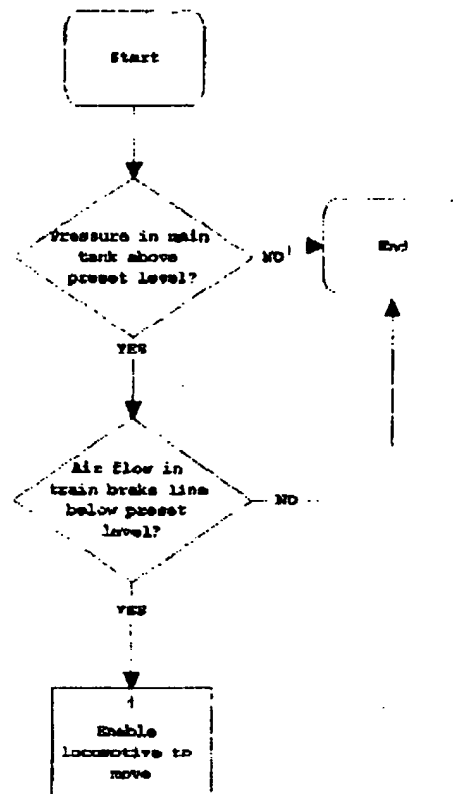 Start
Pressure in main
tank above
preset level?
NO
End
YES
Air flow in
train brake line
below preset
level?
NO
YES
Enable
locomotive to
move